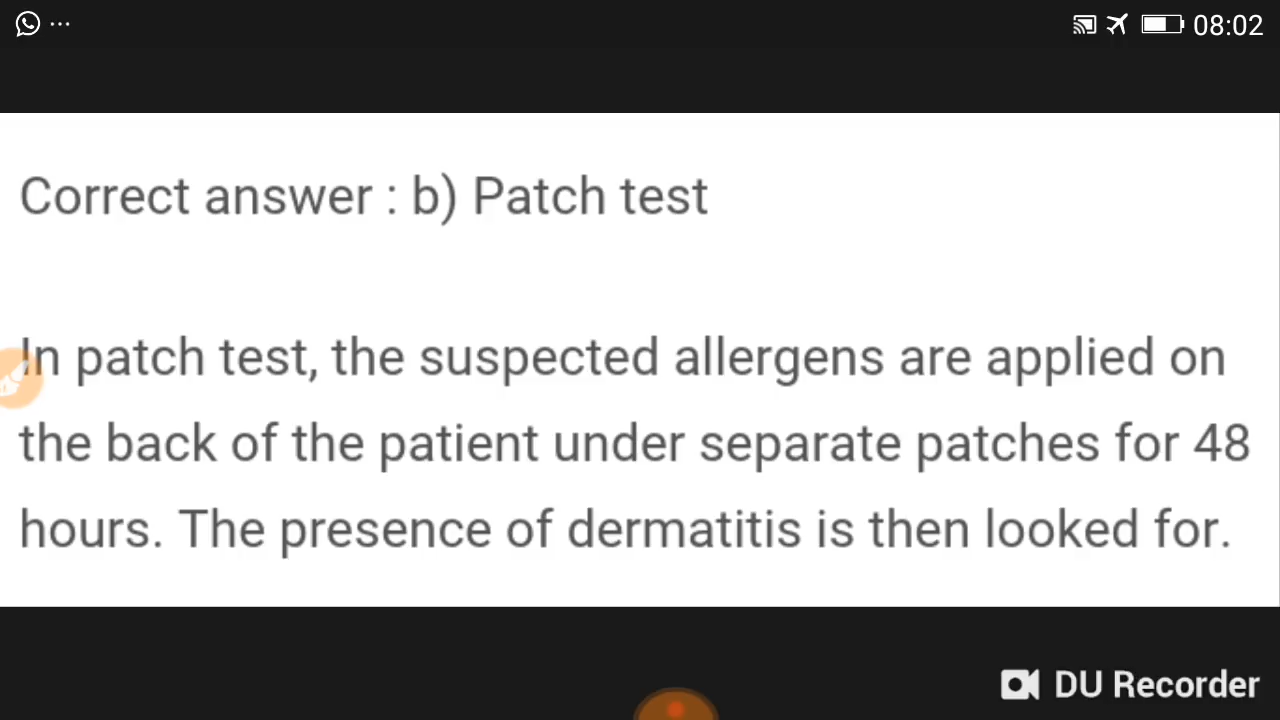 ... 08:02
Correct answer : b) Patch test
In patch test, the suspected allergens are applied on
the back of the patient under separate patches for 48
hours. The presence of dermatitis is then looked for.
DU Recorder